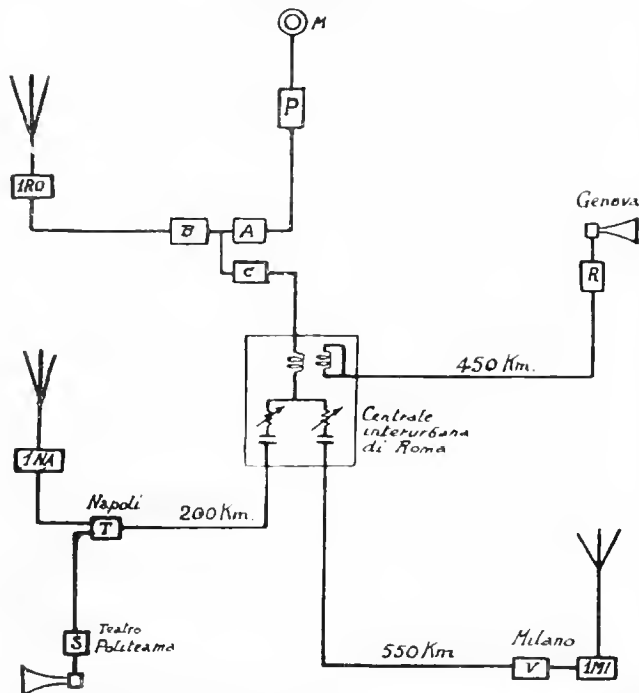 M
P
1RO
B
A
C
Genova
R
450 Km.
Centrale
interurbana
di Roma
1NA
Napoli
T
200 Km.
Teatro
Politeama
S
550 Km
Milano
V
1MI